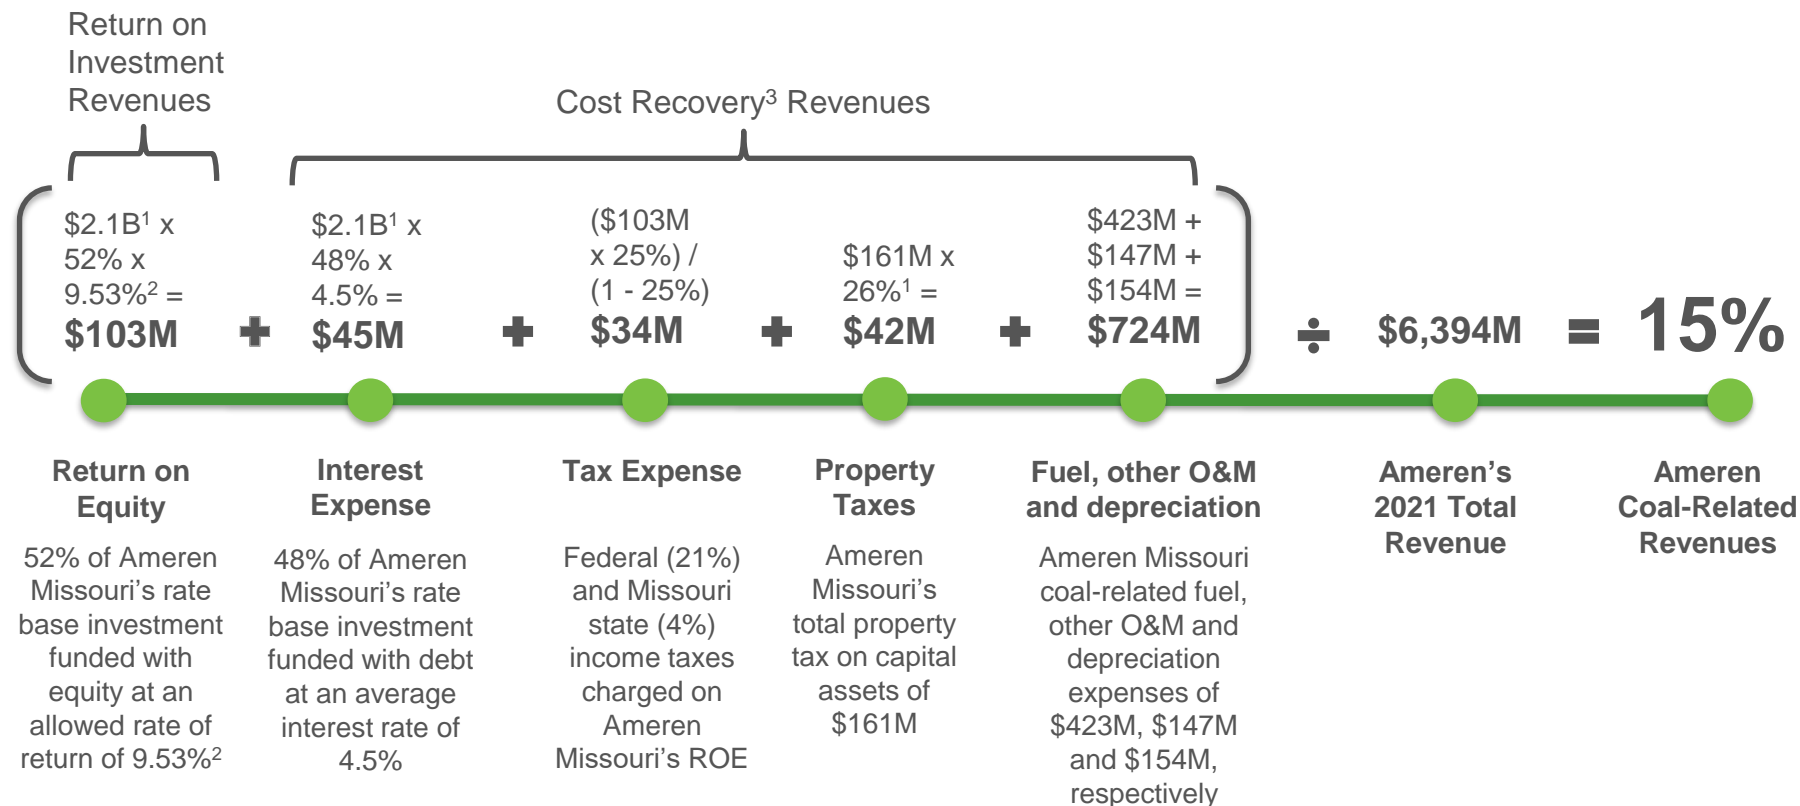 Return on
Investment
Revenues
Cost Recovery³ Revenues
$2.1B¹ x
52% x
9.53%² =
$103M
+
$2.1B¹ x
48% x
4.5% =
$45M
+
($103M
x 25%) /
(1 - 25%)
$34M
+
$161M x
26%¹ =
$42M
+
$423M +
$147M +
$154M =
$724M
÷
$6,394M
=
15%
Return on
Equity
52% of Ameren
Missouri’s rate
base investment
funded with
equity at an
allowed rate of
return of 9.53%²
Interest
Expense
48% of Ameren
Missouri’s rate
base investment
funded with debt
at an average
interest rate of
4.5%
Tax Expense
Federal (21%)
and Missouri
state (4%)
income taxes
charged on
Ameren
Missouri’s ROE
Property
Taxes
Ameren
Missouri’s
total property
tax on capital
assets of
$161M
Fuel, other O&M
and depreciation
Ameren Missouri
coal-related fuel,
other O&M and
depreciation
expenses of
$423M, $147M
and $154M,
respectively
Ameren’s
2021 Total
Revenue
Ameren
Coal-Related
Revenues